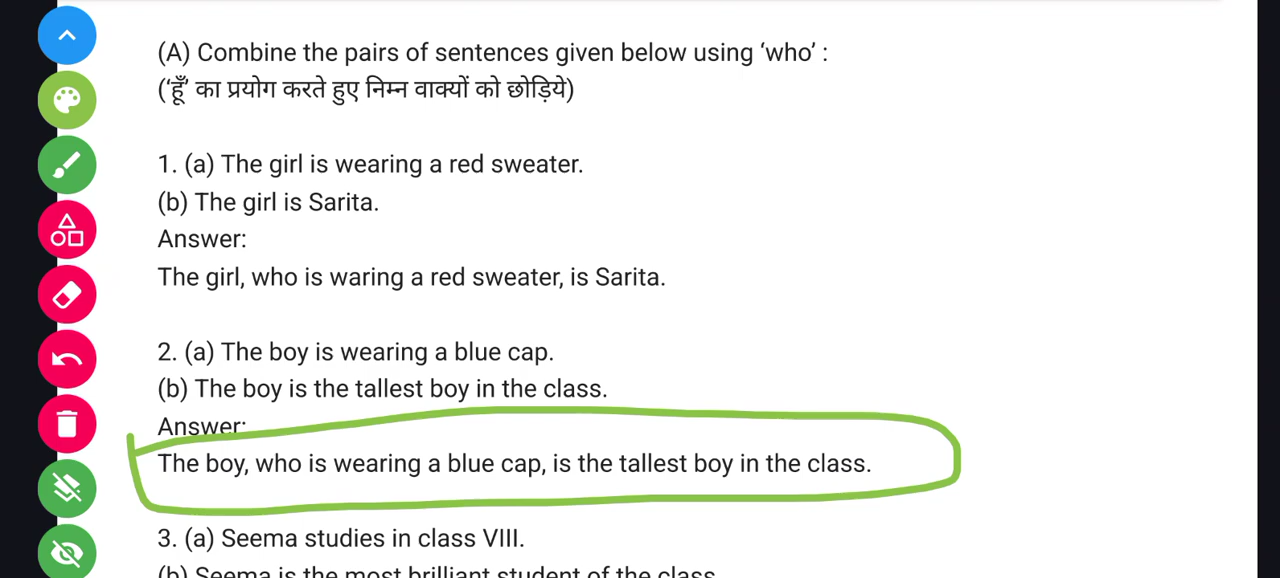 (A) Combine the pairs of sentences given below using ‘who’ :
(‘हूँ’ का प्रयोग करते हुए निम्न वाक्यों को छोड़िये)
1. (a) The girl is wearing a red sweater.
(b) The girl is Sarita.
Answer:
The girl, who is waring a red sweater, is Sarita.
2. (a) The boy is wearing a blue cap.
(b) The boy is the tallest boy in the class.
Answer:
The boy, who is wearing a blue cap, is the tallest boy in the class.
3. (a) Seema studies in class VIII.
(b) Seema is the most brilliant student of the class